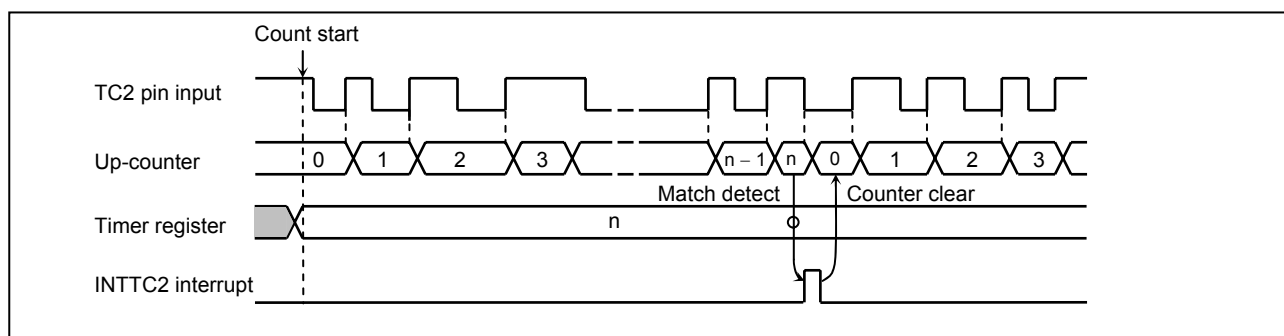 Count start
TC2 pin input
Up-counter
0 1 2 3 n – 1 n 0 1 2 3
Match detect Counter clear
Timer register
n
INTTC2 interrupt